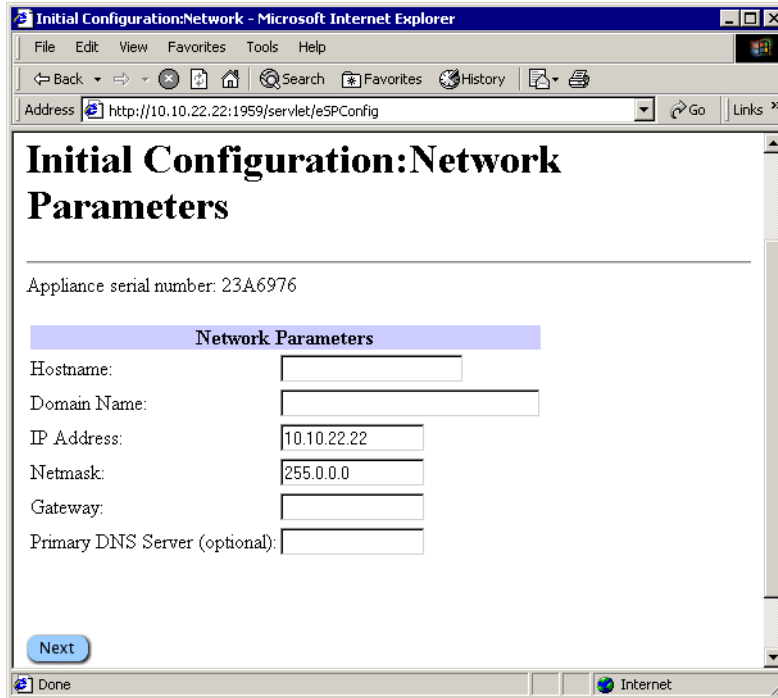 Initial Configuration:Network - Microsoft Internet Explorer
File Edit View Favorites Tools Help
Back Search Favorites History
Address http://10.10.22.22:1959/servlet/eSPConfig Go Links »
Initial Configuration:Network
Parameters
Appliance serial number: 23A6976
Network Parameters
Hostname:
Domain Name:
IP Address: 10.10.22.22
Netmask: 255.0.0.0
Gateway:
Primary DNS Server (optional):
Next
Done Internet